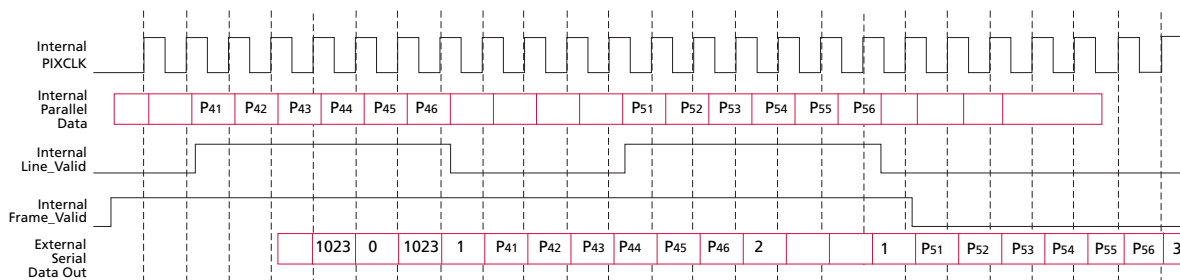 Internal
PIXCLK
Internal
Parallel
Data
P41 P42 P43 P44 P45 P46 P51 P52 P53 P54 P55 P56
Internal
Line_Valid
Internal
Frame_Valid
External
Serial
Data Out
1023 0 1023 1 P41 P42 P43 P44 P45 P46 2 1 P51 P52 P53 P54 P55 P56 3